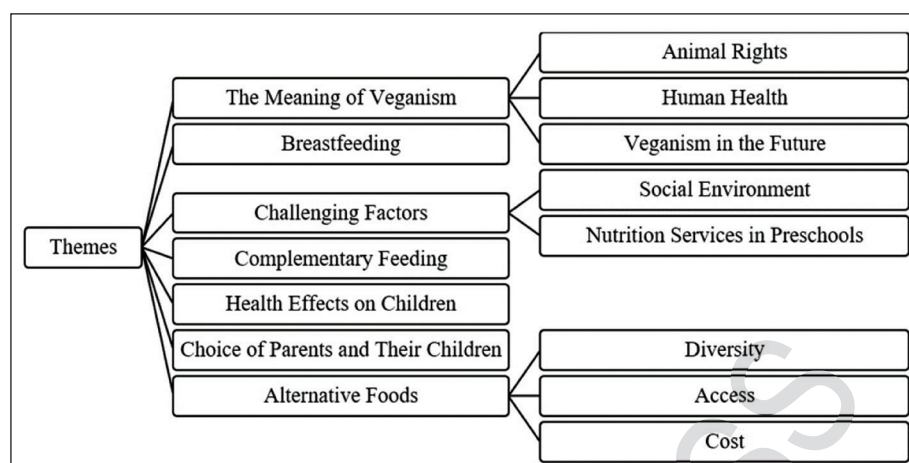 Themes
The Meaning of Veganism
Animal Rights
Human Health
Veganism in the Future
Breastfeeding
Challenging Factors
Social Environment
Nutrition Services in Preschools
Complementary Feeding
Health Effects on Children
Choice of Parents and Their Children
Alternative Foods
Diversity
Access
Cost